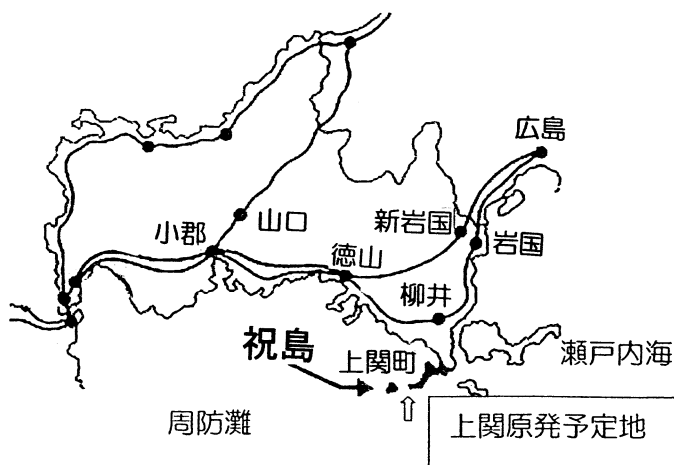 広島
山口
新岩国
小郡
岩国
徳山
柳井
祝島
上関町
瀬戸内海
周防灘
上関原発予定地